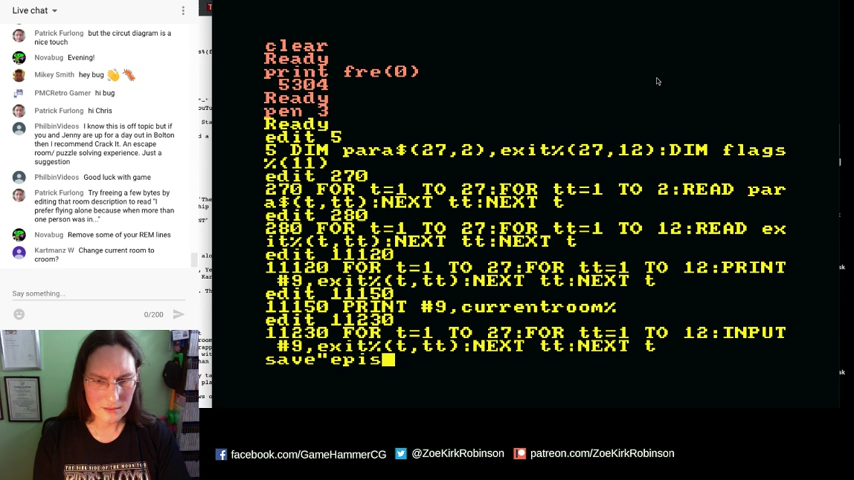 Live chat
Patrick Furlong but the circut diagram is a
nice touch
Novabug Evening!
Mikey Smith hey bug
PMCRetro Gamer hi bug
Patrick Furlong hi Chris
PhilbinVideos I know this is off topic but if
you and Jenny are up for a day out in Bolton
then I recommend Crack It. An escape
room/ puzzle solving experience. Just a
suggestion
PhilbinVideos Good luck with game
Patrick Furlong Try freeing a few bytes by
editing that room description to read "I
prefer flying alone because when more than
one person was in..."
Novabug Remove some of your REM lines
Kartmanz W Change current room to
croom?
Say something...
0/200
clear
Ready
print fre(0)
5304
Ready
pen 3
Ready
edit 5
5 DIM para$(27,2),exit%(27,12):DIM flags
%(11)
edit 270
270 FOR t=1 TO 27:FOR tt=1 TO 2:READ par
a$(t,tt):NEXT tt:NEXT t
edit 280
280 FOR t=1 TO 27:FOR tt=1 TO 12:READ ex
it%(t,tt):NEXT tt:NEXT t
edit 11120
11120 FOR t=1 TO 27:FOR tt=1 TO 12:PRINT
#9,exit%(t,tt):NEXT tt:NEXT t
edit 11150
11150 PRINT #9,currentroom%
edit 11230
11230 FOR t=1 TO 27:FOR tt=1 TO 12:INPUT
#9,exit%(t,tt):NEXT tt:NEXT t
save"epis
facebook.com/GameHammerCG @ZoeKirkRobinson patreon.com/ZoeKirkRobinson